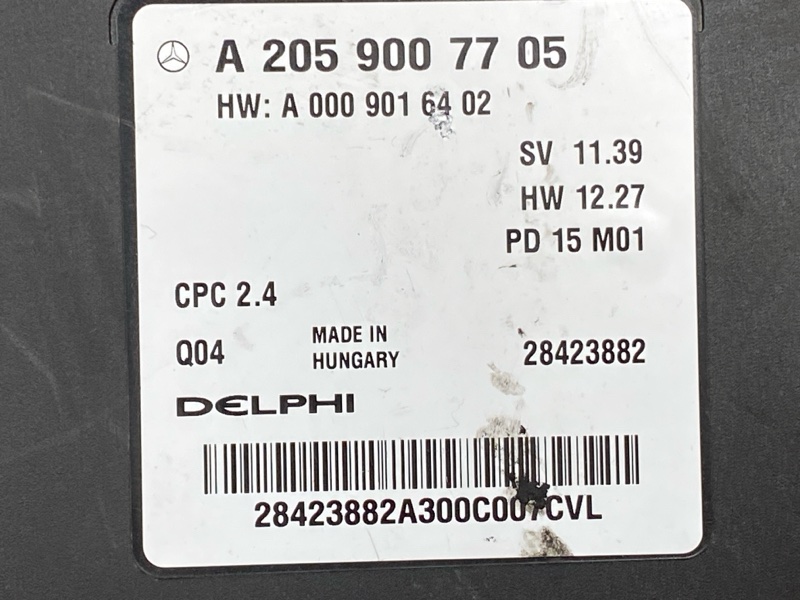 A 205 900 77 05
HW: A 000 901 64 02
SV 11.39
HW 12.27
PD 15 M01
CPC 2.4
Q04
MADE IN
HUNGARY
28423882
DELPHI
28423882A300C007CVL